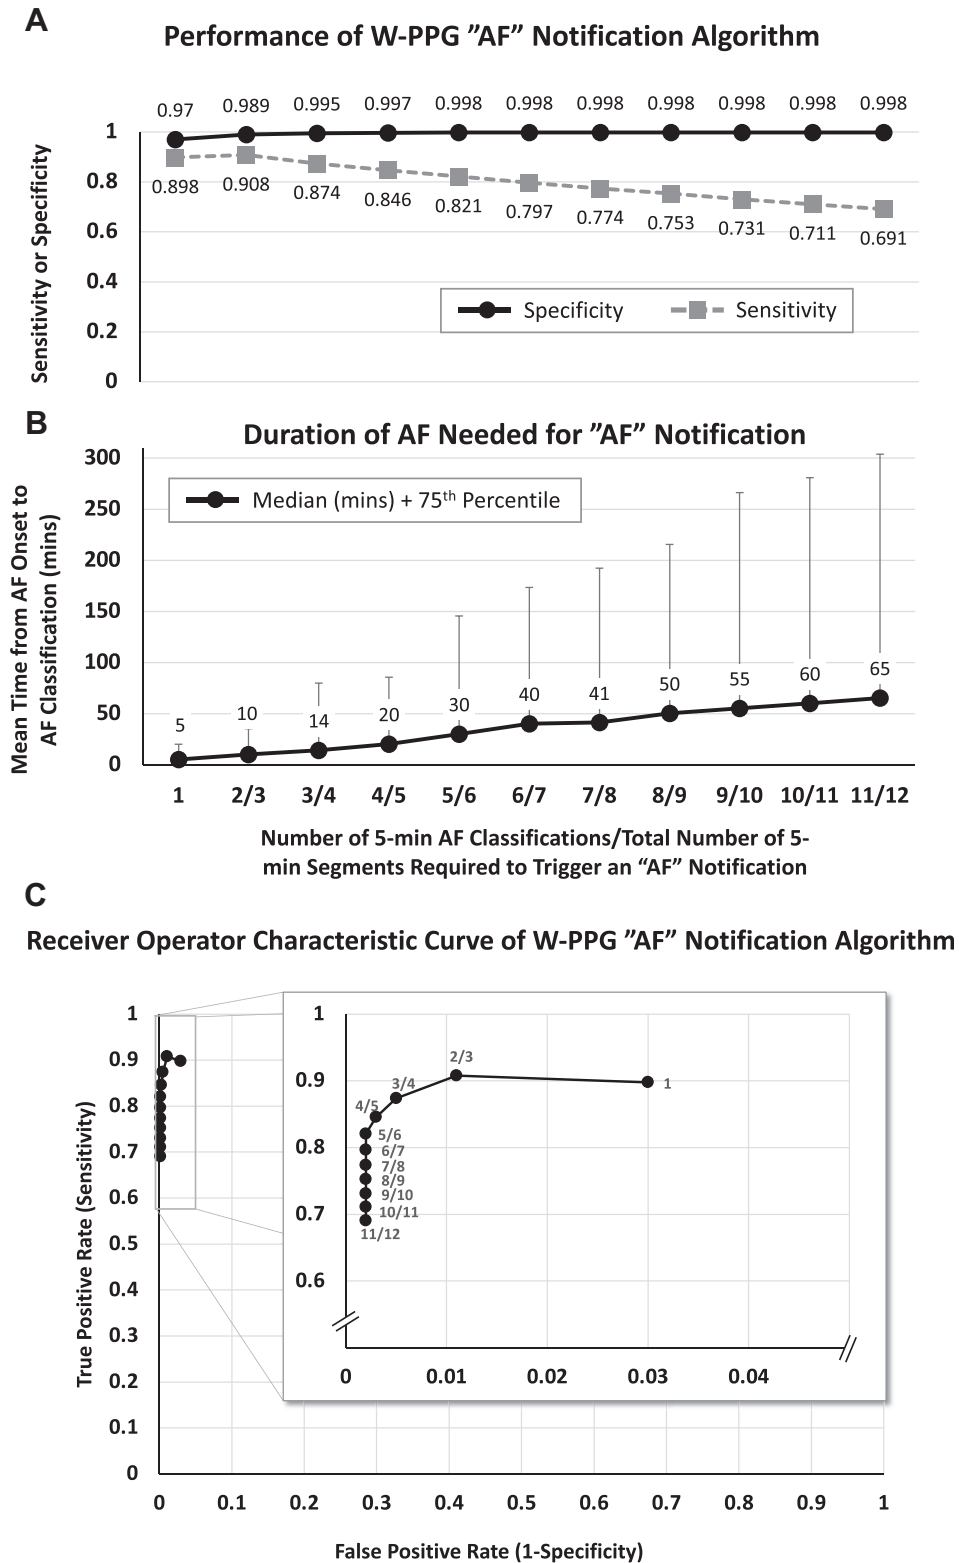 A
Performance of W-PPG ”AF” Notification Algorithm
0.97 0.989 0.995 0.997 0.998 0.998 0.998 0.998 0.998 0.998 0.998
1
0.8
0.6
0.4
0.2
0
Sensitivity or Specificity
0.898 0.908 0.874 0.846 0.821 0.797 0.774 0.753 0.731 0.711 0.691
Specificity Sensitivity
B
Duration of AF Needed for ”AF” Notification
300
250
200
150
100
50
0
Mean Time from AF Onset to
AF Classification (mins)
Median (mins) + 75th Percentile
5 10 14 20 30 40 41 50 55 60 65
1 2/3 3/4 4/5 5/6 6/7 7/8 8/9 9/10 10/11 11/12
Number of 5-min AF Classifications/Total Number of 5-
min Segments Required to Trigger an “AF” Notification
C
Receiver Operator Characteristic Curve of W-PPG ”AF” Notification Algorithm
1
0.9
0.8
0.7
0.6
0.5
0.4
0.3
0.2
0.1
0
True Positive Rate (Sensitivity)
1
0.9
0.8
0.7
0.6
2/3
1
3/4
4/5
5/6
6/7
7/8
8/9
9/10
10/11
11/12
0 0.01 0.02 0.03 0.04
0 0.1 0.2 0.3 0.4 0.5 0.6 0.7 0.8 0.9 1
False Positive Rate (1-Specificity)